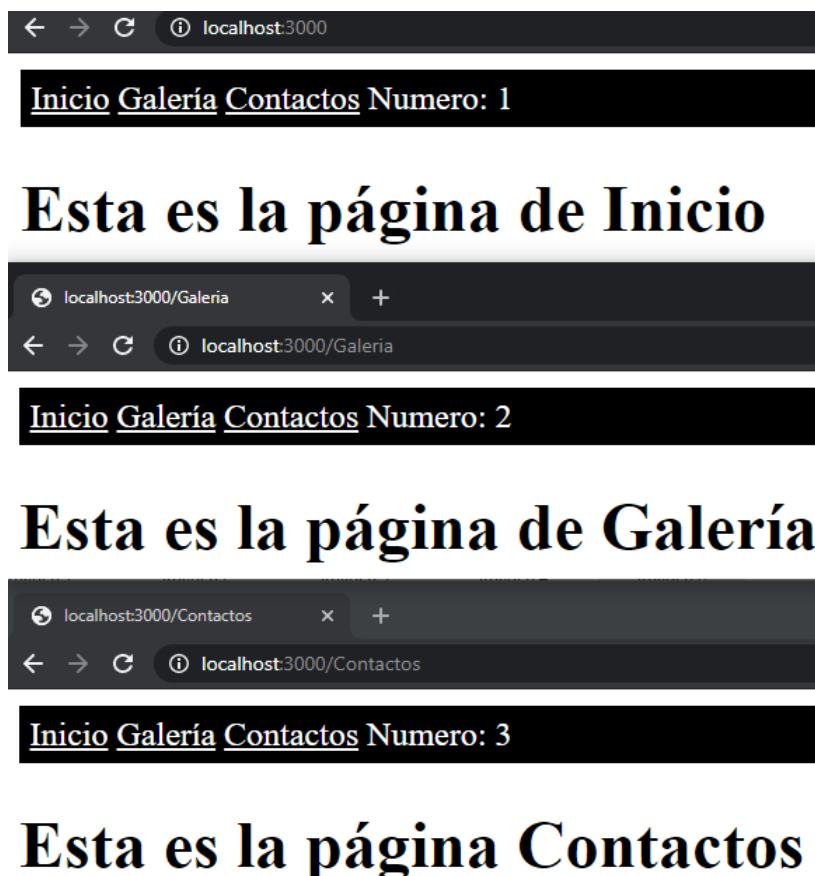 localhost:3000
Inicio Galería Contactos Numero: 1
Esta es la página de Inicio
localhost:3000/Galeria
localhost:3000/Galeria
Inicio Galería Contactos Numero: 2
Esta es la página de Galería
localhost:3000/Contactos
localhost:3000/Contactos
Inicio Galería Contactos Numero: 3
Esta es la página Contactos